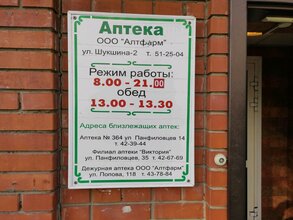 Аптека
ООО "Алтфарм"
ул. Шукшина-2 т. 51-25-04
Режим работы:
8.00 - 21.00
обед
13.00 - 13.30
Адреса близлежащих аптек:
Аптека № 364 ул Панфиловцев 14
т. 42-39-44
Филиал аптеки "Виктория"
ул. Панфиловцев, 35 т. 42-67-69
Дежурная аптека ООО "Алтфарм"
ул. Попова, 118 т. 43-78-84